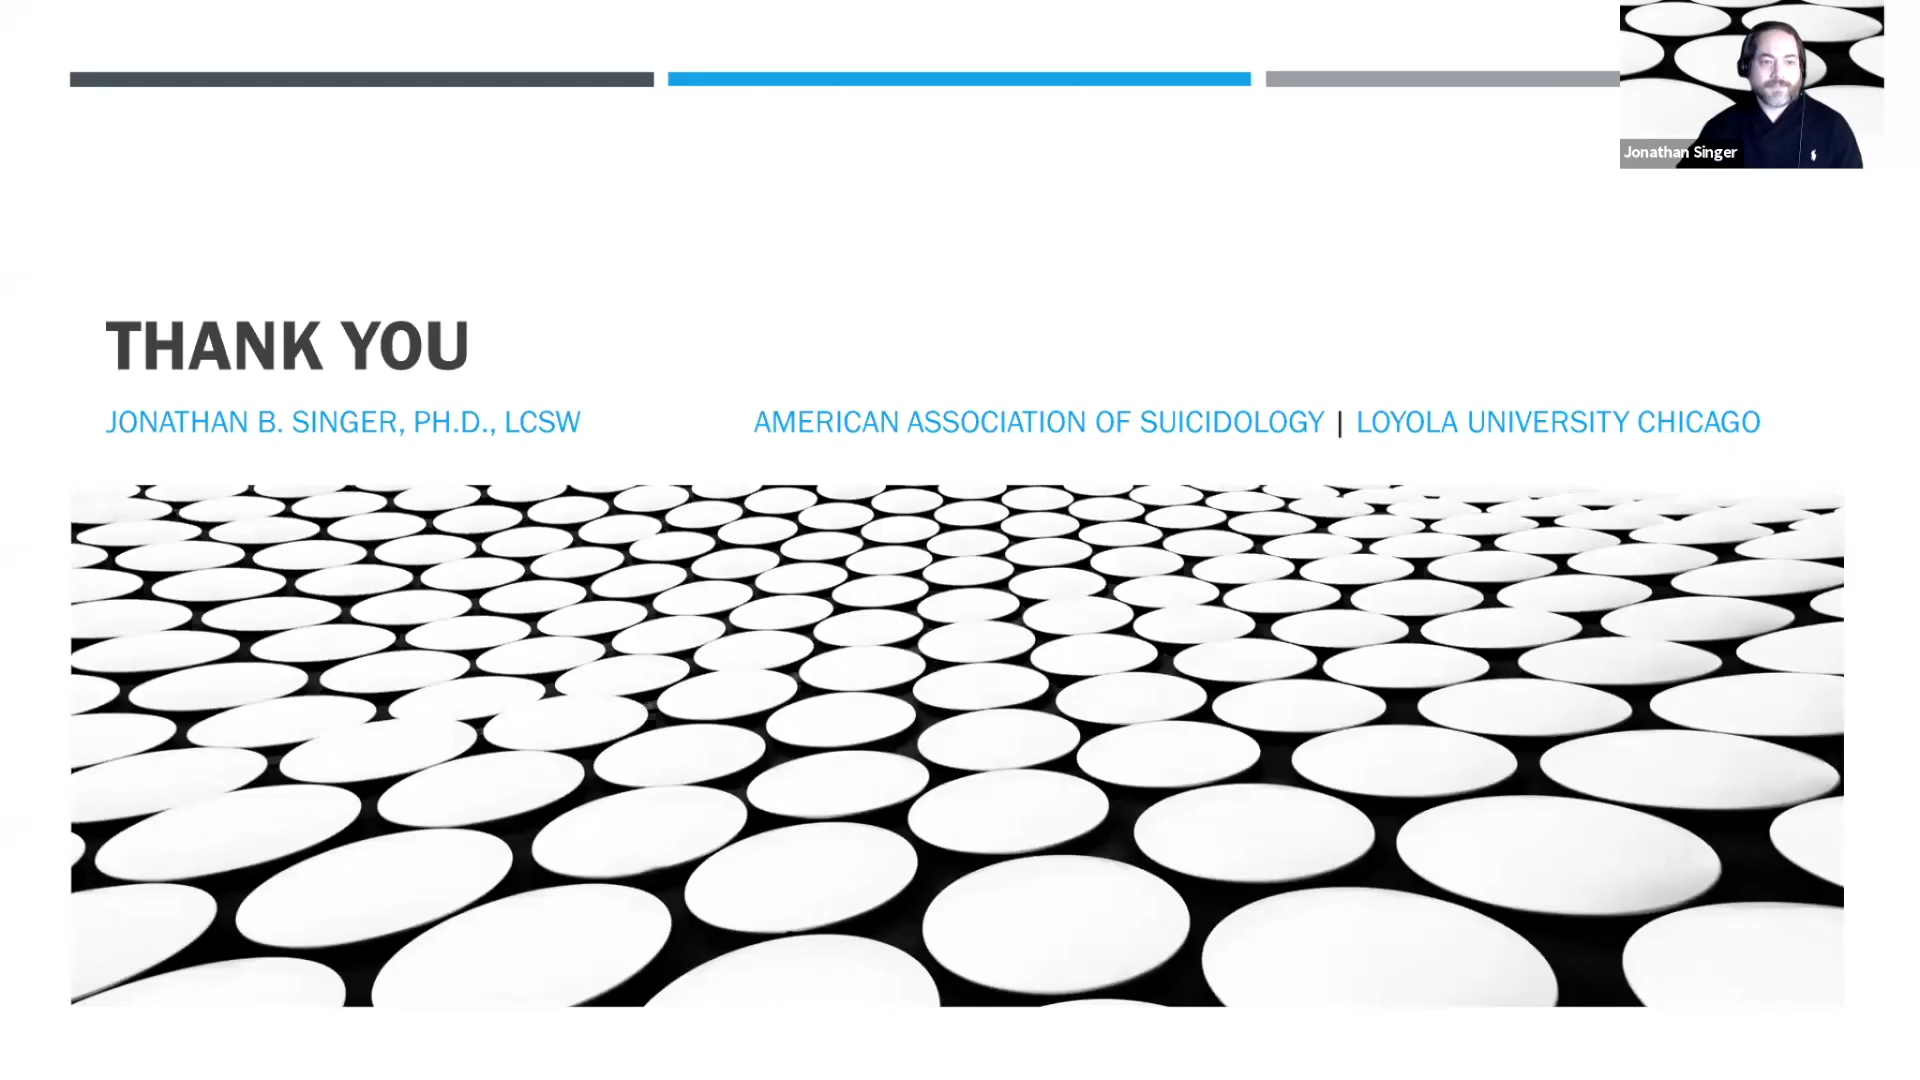 Jonathan Singer
THANK YOU
JONATHAN B. SINGER, PH.D., LCSW
AMERICAN ASSOCIATION OF SUICIDOLOGY | LOYOLA UNIVERSITY CHICAGO